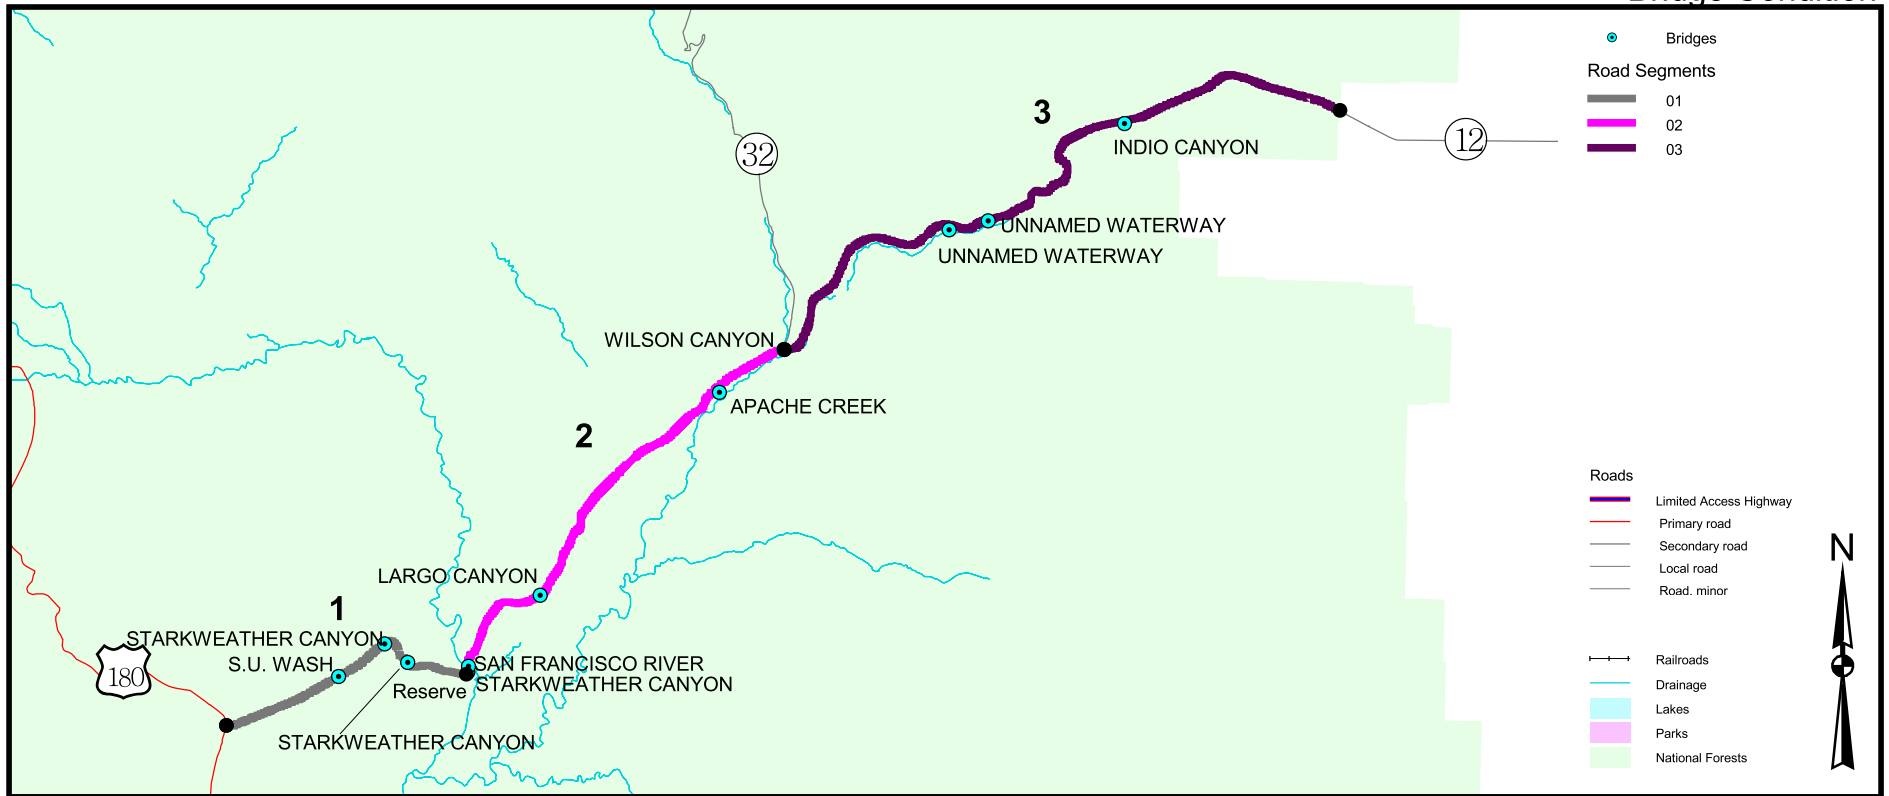 Bridge Condition
Bridges
Road Segments
01
02
03
3
INDIO CANYON
12
32
UNNAMED WATERWAY
UNNAMED WATERWAY
WILSON CANYON
APACHE CREEK
2
LARGO CANYON
1
STARKWEATHER CANYON
S.U. WASH
SAN FRANCISCO RIVER
STARKWEATHER CANYON
Reserve
180
STARKWEATHER CANYON
Roads
Limited Access Highway
Primary road
Secondary road
Local road
Road. minor
Railroads
Drainage
Lakes
Parks
National Forests
N